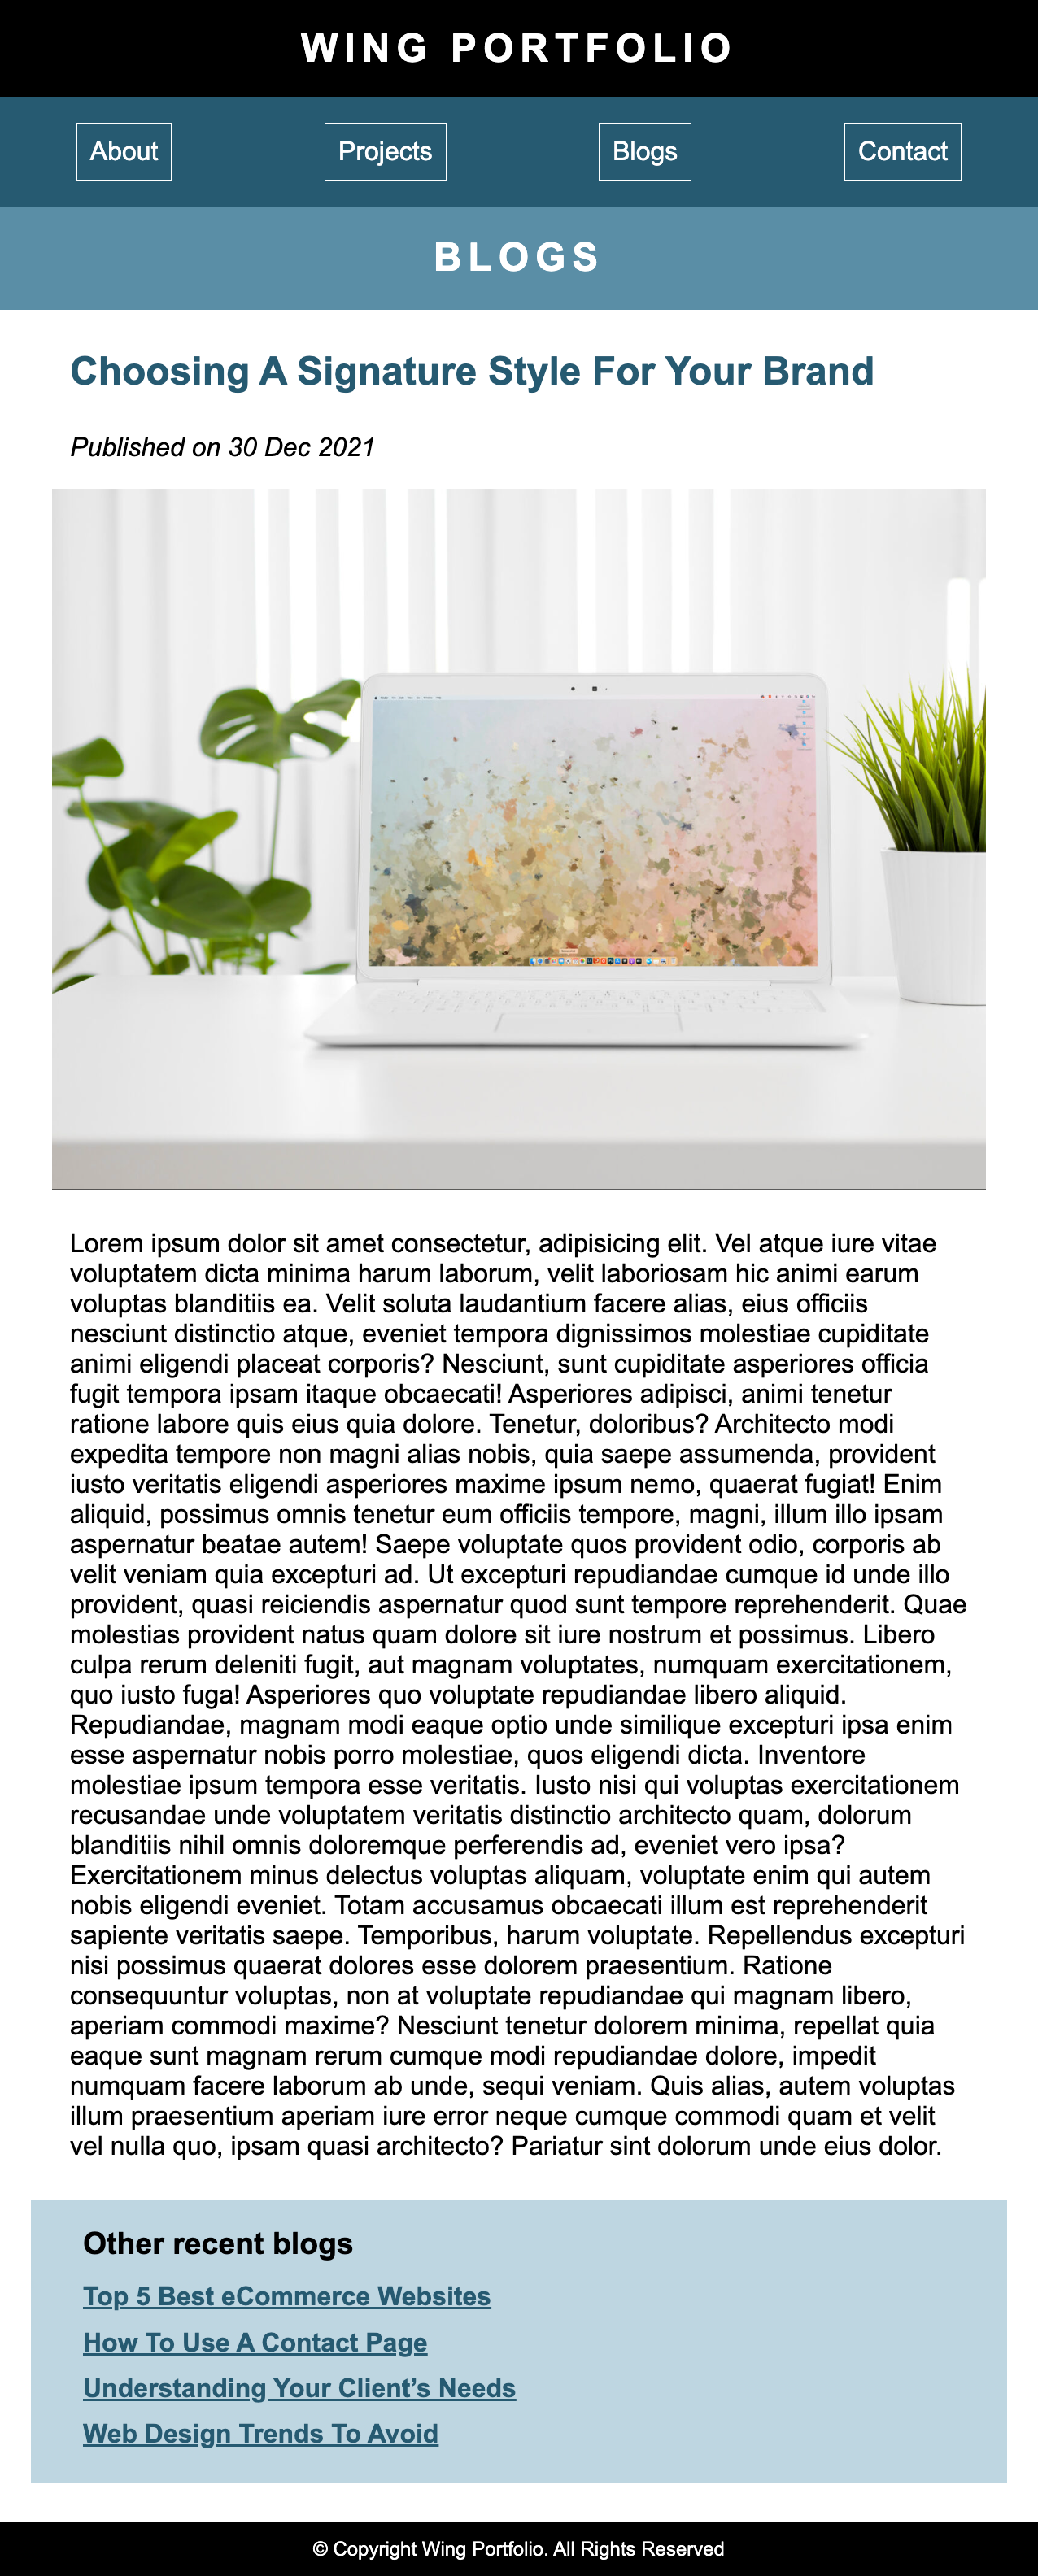 WING PORTFOLIO
About
Projects
Blogs
Contact
BLOGS
Choosing A Signature Style For Your Brand
Published on 30 Dec 2021
Lorem ipsum dolor sit amet consectetur, adipisicing elit. Vel atque iure vitae
voluptatem dicta minima harum laborum, velit laboriosam hic animi earum
voluptas blanditiis ea. Velit soluta laudantium facere alias, eius officiis
nesciunt distinctio atque, eveniet tempora dignissimos molestiae cupiditate
animi eligendi placeat corporis? Nesciunt, sunt cupiditate asperiores officia
fugit tempora ipsam itaque obcaecati! Asperiores adipisci, animi tenetur
ratione labore quis eius quia dolore. Tenetur, doloribus? Architecto modi
expedita tempore non magni alias nobis, quia saepe assumenda, provident
iusto veritatis eligendi asperiores maxime ipsum nemo, quaerat fugiat! Enim
aliquid, possimus omnis tenetur eum officiis tempore, magni, illum illo ipsam
aspernatur beatae autem! Saepe voluptate quos provident odio, corporis ab
velit veniam quia excepturi ad. Ut excepturi repudiandae cumque id unde illo
provident, quasi reiciendis aspernatur quod sunt tempore reprehenderit. Quae
molestias provident natus quam dolore sit iure nostrum et possimus. Libero
culpa rerum deleniti fugit, aut magnam voluptates, numquam exercitationem,
quo iusto fuga! Asperiores quo voluptate repudiandae libero aliquid.
Repudiandae, magnam modi eaque optio unde similique excepturi ipsa enim
esse aspernatur nobis porro molestiae, quos eligendi dicta. Inventore
molestiae ipsum tempora esse veritatis. Iusto nisi qui voluptas exercitationem
recusandae unde voluptatem veritatis distinctio architecto quam, dolorum
blanditiis nihil omnis doloremque perferendis ad, eveniet vero ipsa?
Exercitationem minus delectus voluptas aliquam, voluptate enim qui autem
nobis eligendi eveniet. Totam accusamus obcaecati illum est reprehenderit
sapiente veritatis saepe. Temporibus, harum voluptate. Repellendus excepturi
nisi possimus quaerat dolores esse dolorem praesentium. Ratione
consequuntur voluptas, non at voluptate repudiandae qui magnam libero,
aperiam commodi maxime? Nesciunt tenetur dolorem minima, repellat quia
eaque sunt magnam rerum cumque modi repudiandae dolore, impedit
numquam facere laborum ab unde, sequi veniam. Quis alias, autem voluptas
illum praesentium aperiam iure error neque cumque commodi quam et velit
vel nulla quo, ipsam quasi architecto? Pariatur sint dolorum unde eius dolor.
Other recent blogs
Top 5 Best eCommerce Websites
How To Use A Contact Page
Understanding Your Client’s Needs
Web Design Trends To Avoid
© Copyright Wing Portfolio. All Rights Reserved